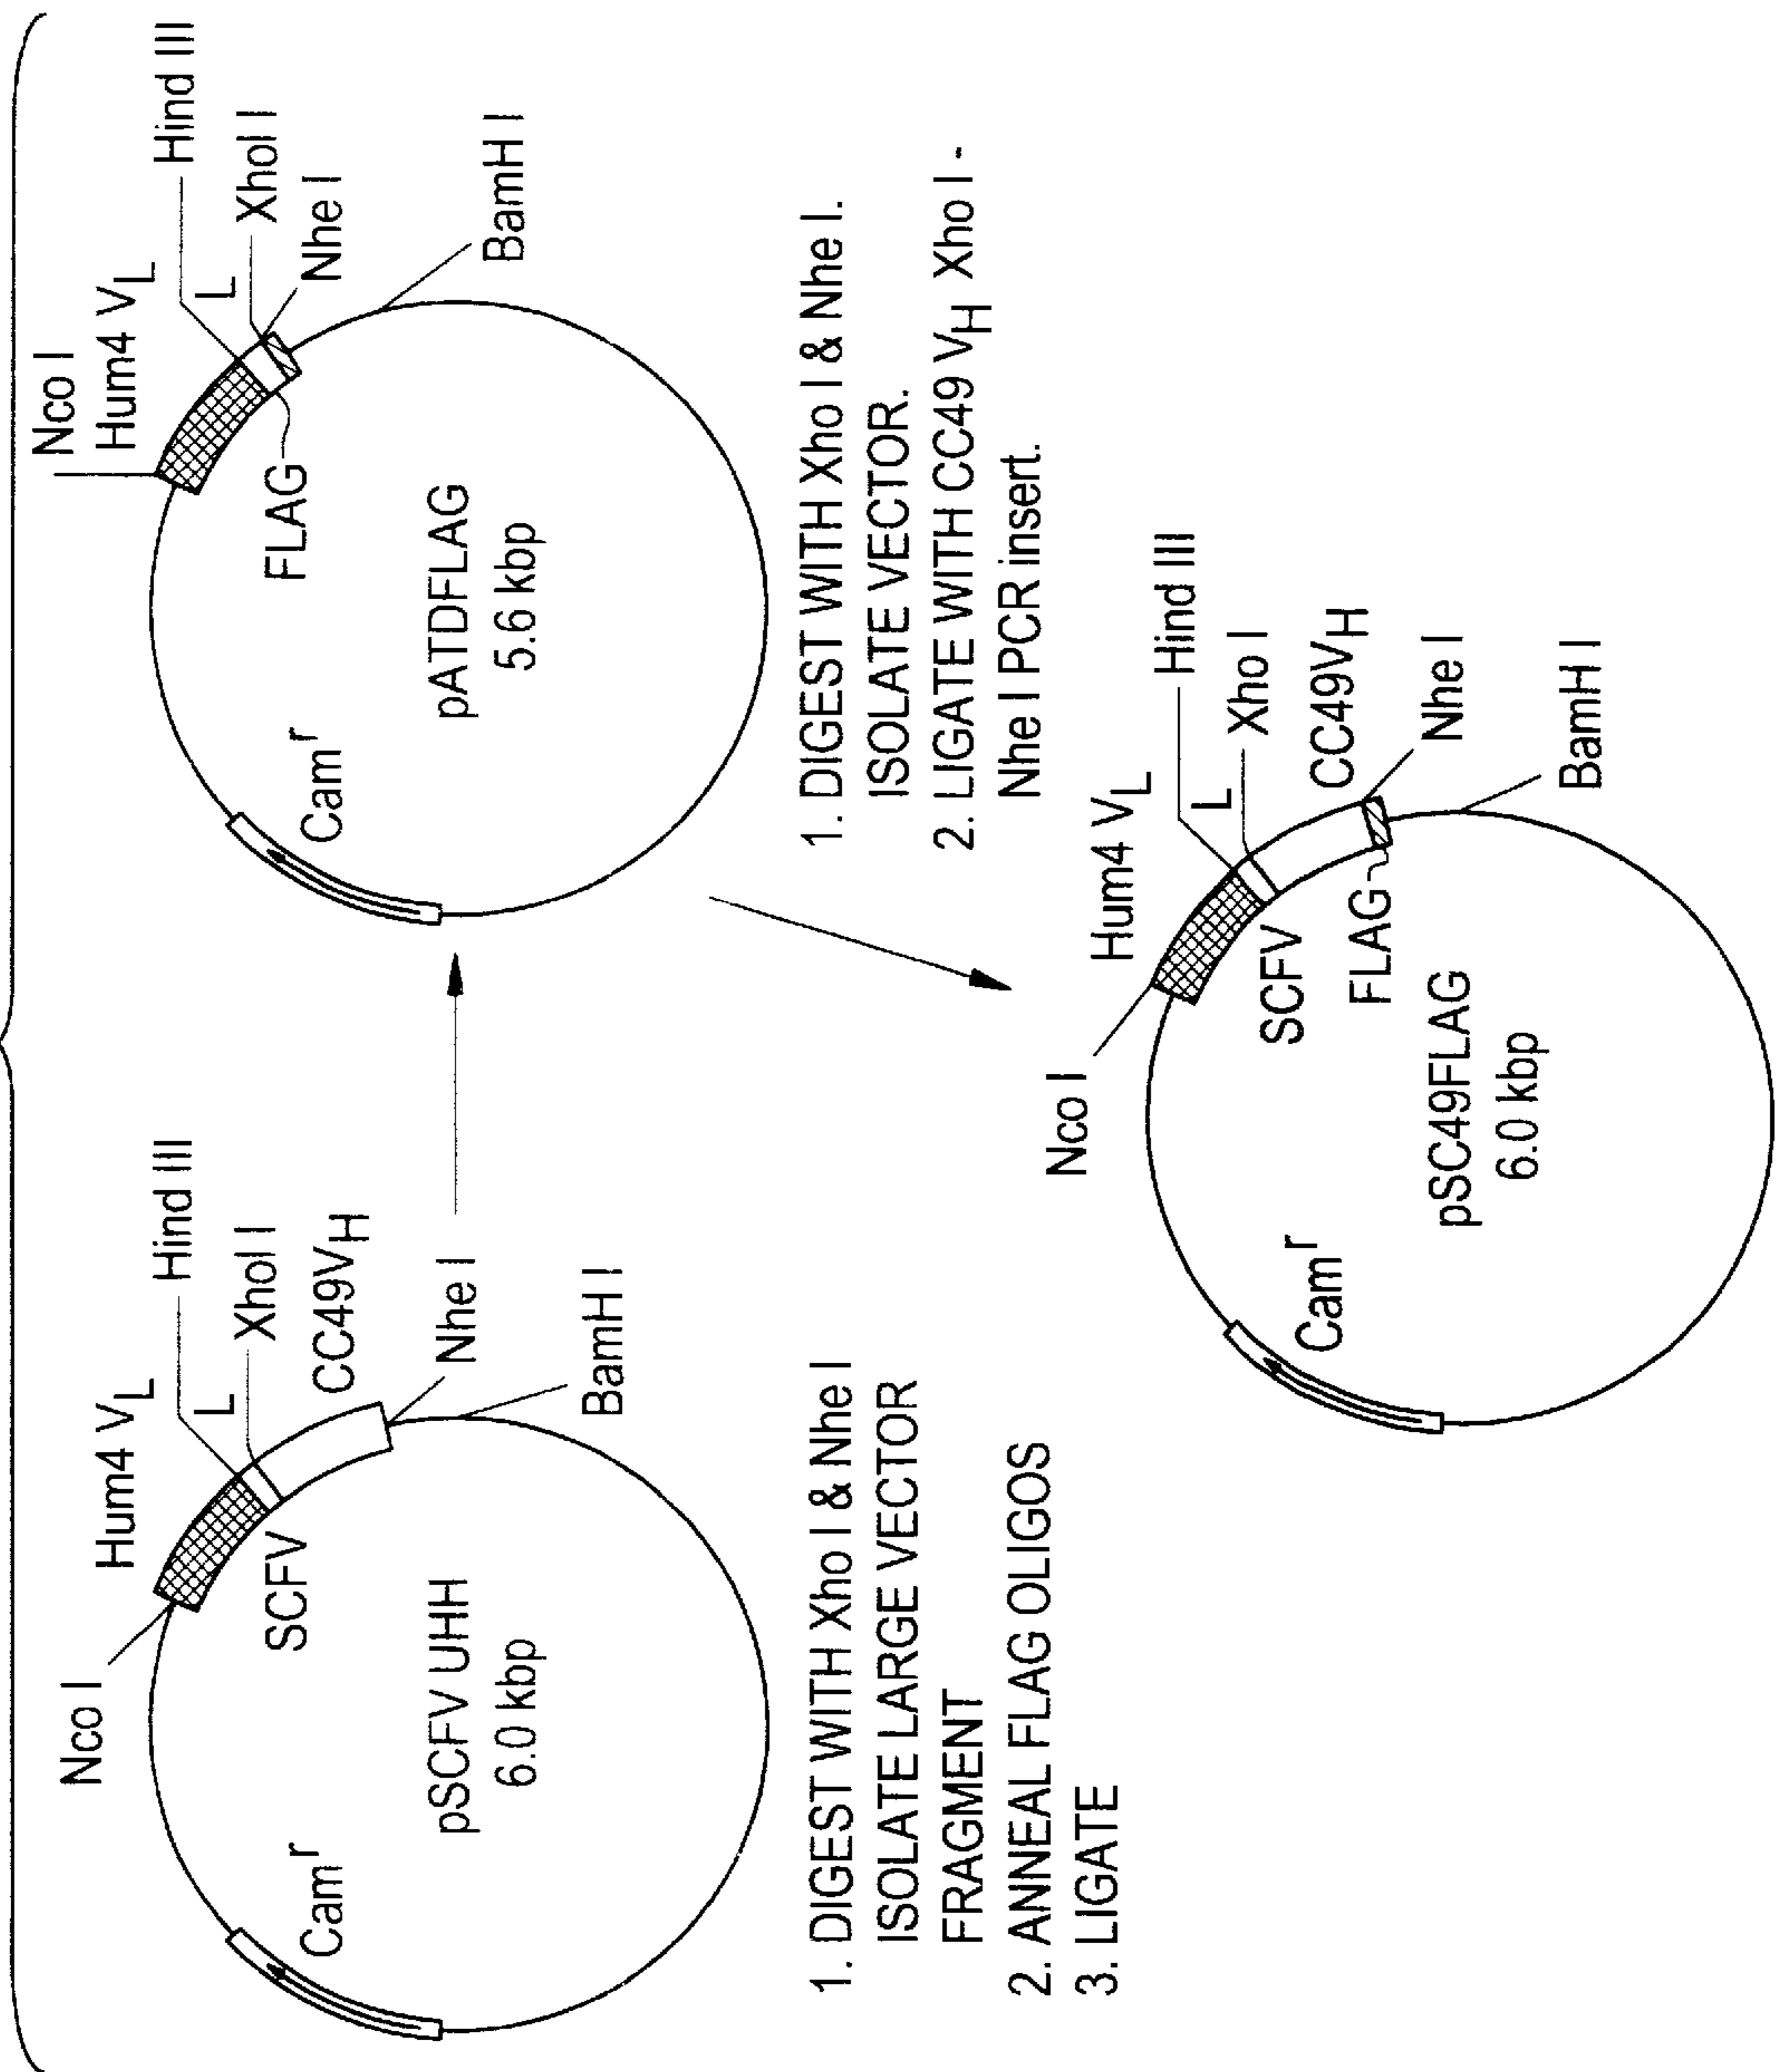 Nco I
Hum4 VL
Hind III
L
XhoI I
SCFV
CC49VH
Nhe I
BamH I
Camr
pSCFV UHH
6.0 kbp
1. DIGEST WITH Xho I & Nhe I
ISOLATE LARGE VECTOR
FRAGMENT
2. ANNEAL FLAG OLIGOS
3. LIGATE
Nco I
Hum4 VL
Hind III
L
XhoI I
Nhe I
FLAG
BamH I
Camr
pATDFLAG
5.6 kbp
1. DIGEST WITH Xho I & Nhe I.
ISOLATE VECTOR.
2. LIGATE WITH CC49 VH Xho I -
Nhe I PCR insert.
Nco I
Hum4 VL
Hind III
L
Xho I
SCFV
CC49VH
FLAG
Nhe I
BamH I
Camr
pSC49FLAG
6.0 kbp